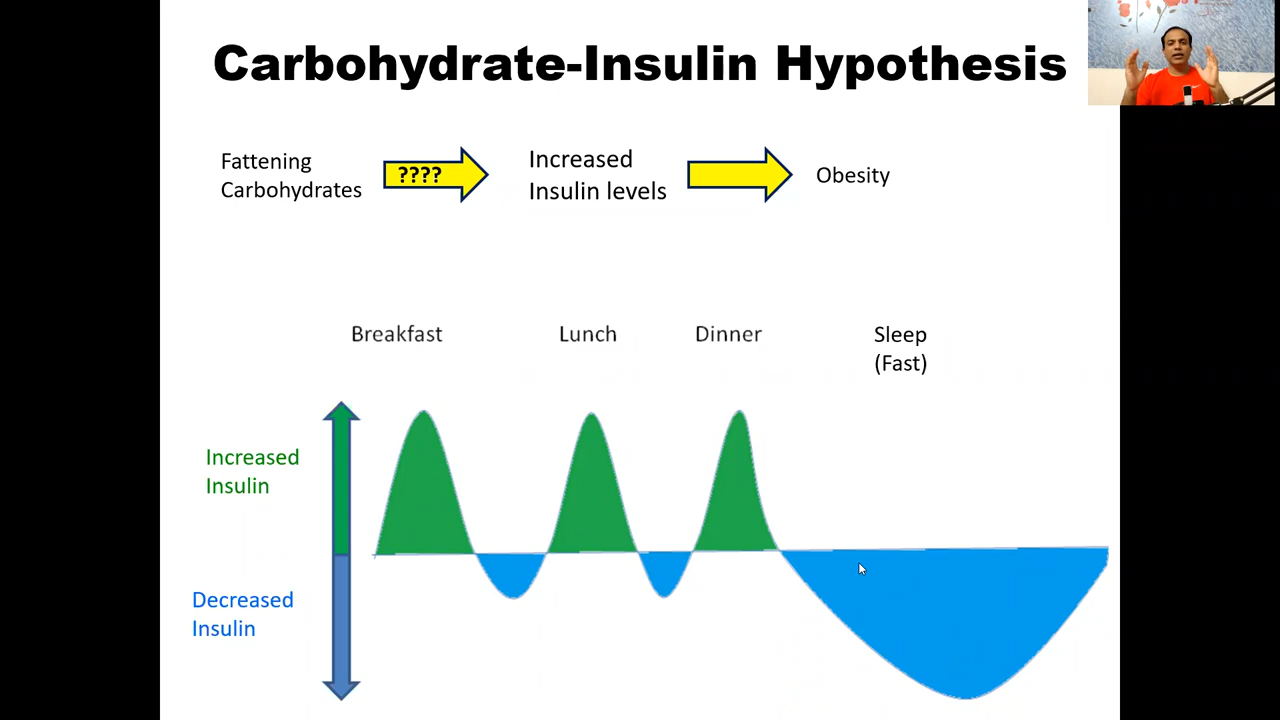 Carbohydrate-Insulin Hypothesis
Fattening
Carbohydrates
????
Increased
Insulin levels
Obesity
Breakfast
Lunch
Dinner
Sleep
(Fast)
Increased
Insulin
Decreased
Insulin